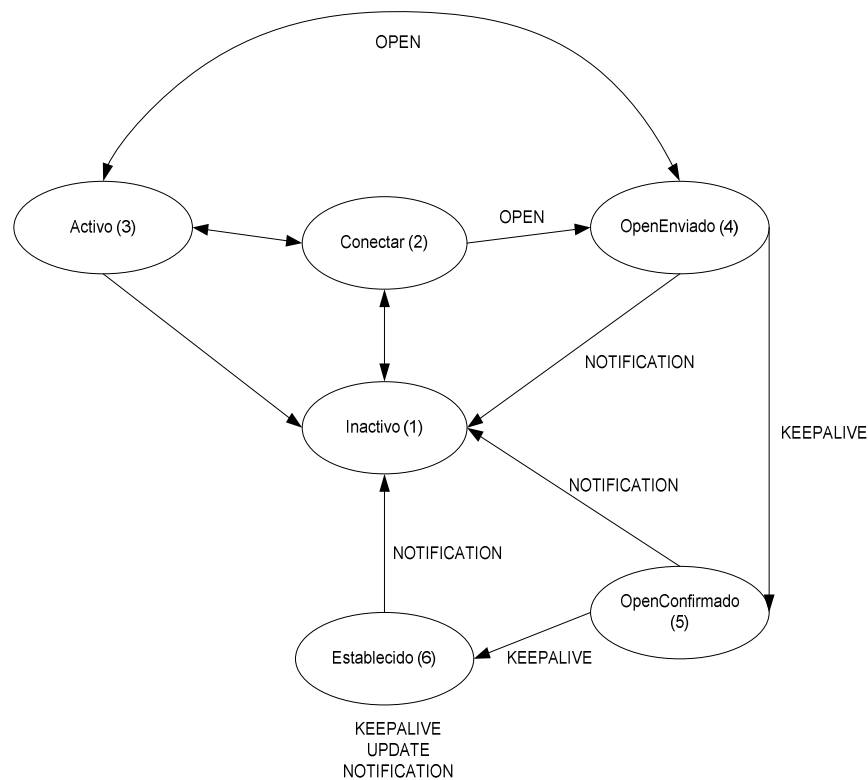 OPEN
Activo (3)
Conectar (2)
OPEN
OpenEnviado (4)
NOTIFICATION
Inactivo (1)
KEEPALIVE
NOTIFICATION
NOTIFICATION
OpenConfirmado
(5)
Establecido (6)
KEEPALIVE
KEEPALIVE
UPDATE
NOTIFICATION